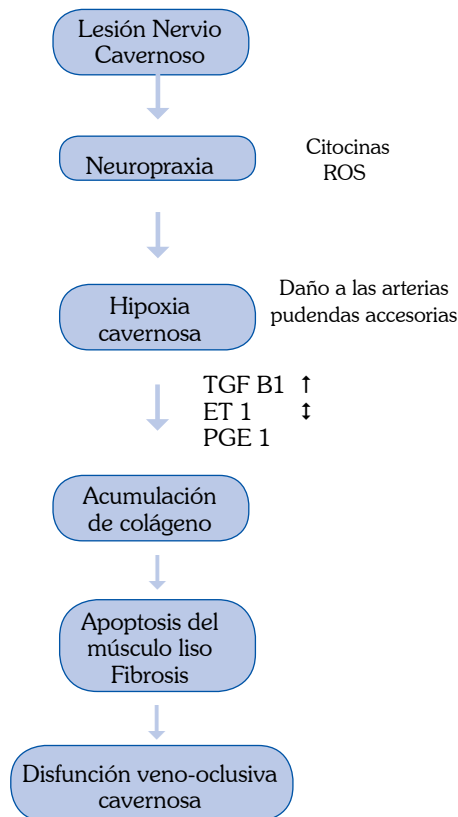 Lesión Nervio
Cavernoso
Neuropraxia
Citocinas
ROS
Hipoxia
cavernosa
Daño a las arterias
pudendas accesorias
TGF B1 ↑
ET 1 ↕
PGE 1
Acumulación
de colágeno
Apoptosis del
músculo liso
Fibrosis
Disfunción veno-oclusiva
cavernosa